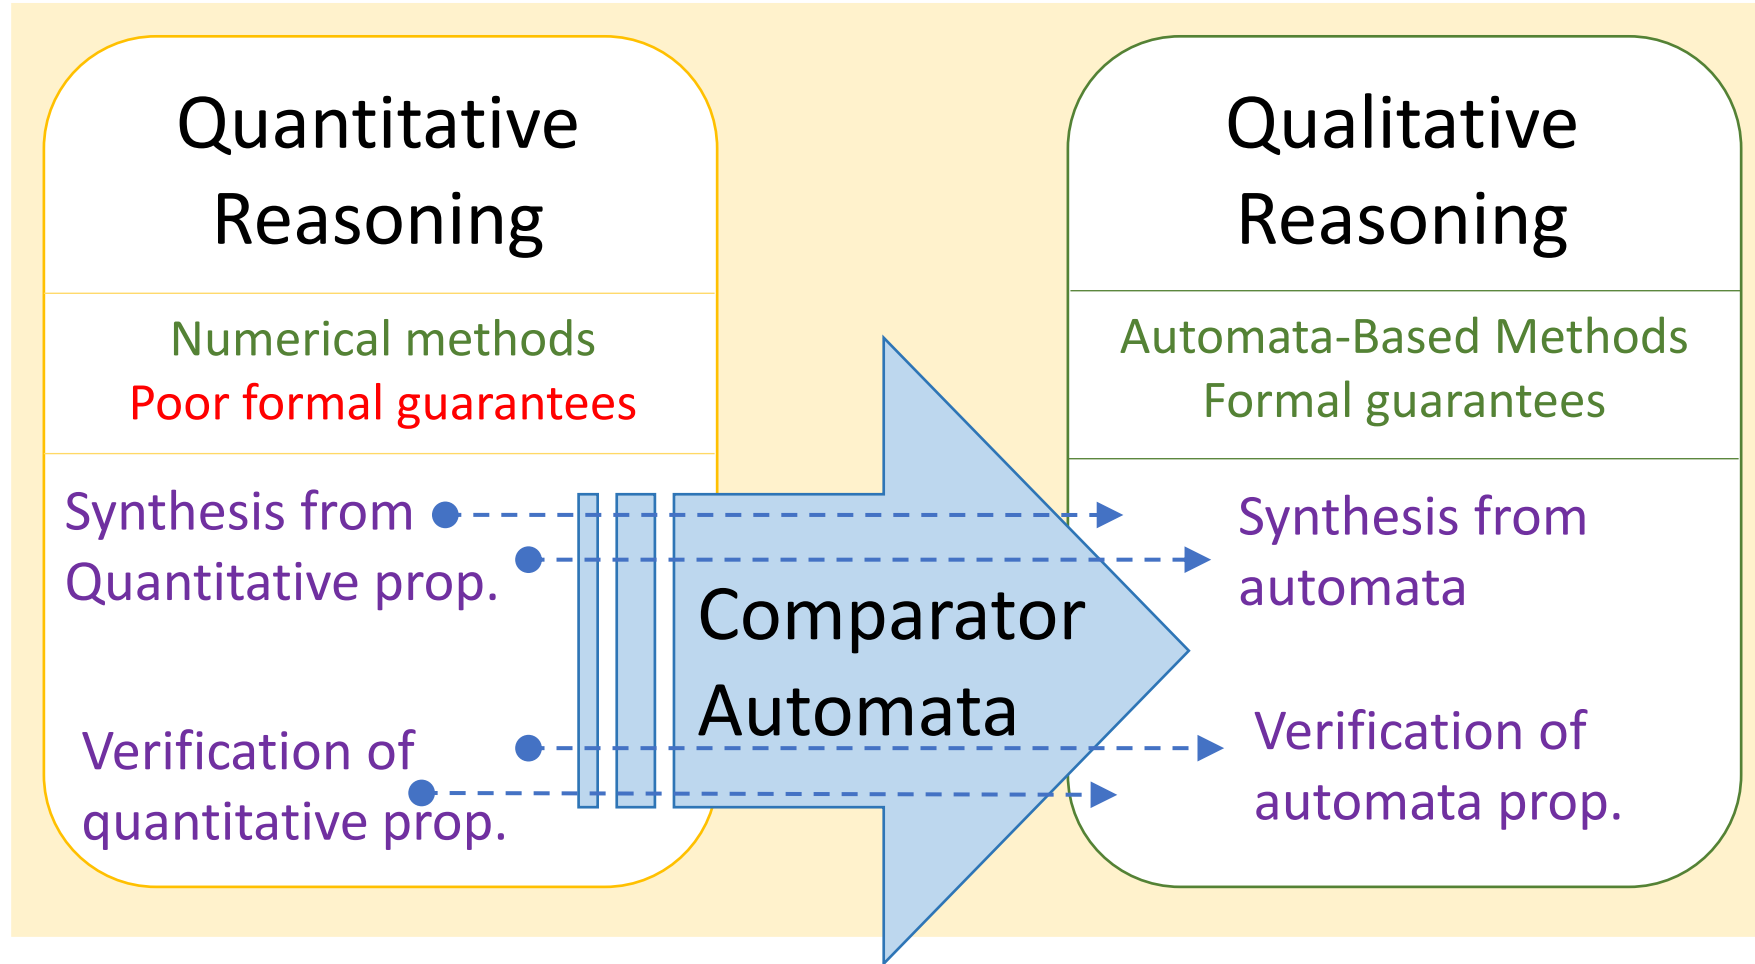 Quantitative
Reasoning
Numerical methods
Poor formal guarantees
Synthesis from
Quantitative prop.
Verification of
quantitative prop.
Comparator
Automata
Qualitative
Reasoning
Automata-Based Methods
Formal guarantees
Synthesis from
automata
Verification of
automata prop.